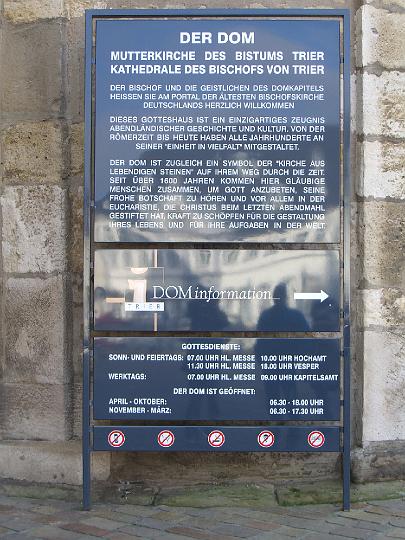 DER DOM
MUTTERKIRCHE DES BISTUMS TRIER
KATHEDRALE DES BISCHOFS VON TRIER
DER BISCHOF UND DIE GEISTLICHEN DES DOMKAPITELS
HEISSEN SIE AM PORTAL DER ÄLTESTEN BISCHOFSKIRCHE
DEUTSCHLANDS HERZLICH WILLKOMMEN
DIESES GOTTESHAUS IST EIN EINZIGARTIGES ZEUGNIS
ABENDLÄNDISCHER GESCHICHTE UND KULTUR. VON DER
RÖMERZEIT BIS HEUTE HABEN ALLE JAHRHUNDERTE AN
SEINER "EINHEIT IN VIELFALT" MITGESTALTET.
DER DOM IST ZUGLEICH EIN SYMBOL DER "KIRCHE AUS
LEBENDIGEN STEINEN" AUF IHREM WEG DURCH DIE ZEIT.
SEIT ÜBER 1600 JAHREN KOMMEN HIER GLÄUBIGE
MENSCHEN ZUSAMMEN, UM GOTT ANZUBETEN, SEINE
FROHE BOTSCHAFT ZU HÖREN UND VOR ALLEM IN DER
EUCHARISTIE, DIE CHRISTUS BEIM LETZTEN ABENDMAHL
GESTIFTET HAT, KRAFT ZU SCHÖPFEN FÜR DIE GESTALTUNG
IHRES LEBENS UND FÜR IHRE AUFGABEN IN DER WELT.
i DOMinformation
TRIER
GOTTESDIENSTE:
SONN- UND FEIERTAGS: 07.00 UHR HL. MESSE 10.00 UHR HOCHAMT
11.30 UHR HL. MESSE 18.00 UHR VESPER
WERKTAGS: 07.00 UHR HL. MESSE 09.00 UHR KAPITELSAMT
DER DOM IST GEÖFFNET:
APRIL - OKTOBER: 06.30 - 18.00 UHR
NOVEMBER - MÄRZ: 06.30 - 17.30 UHR